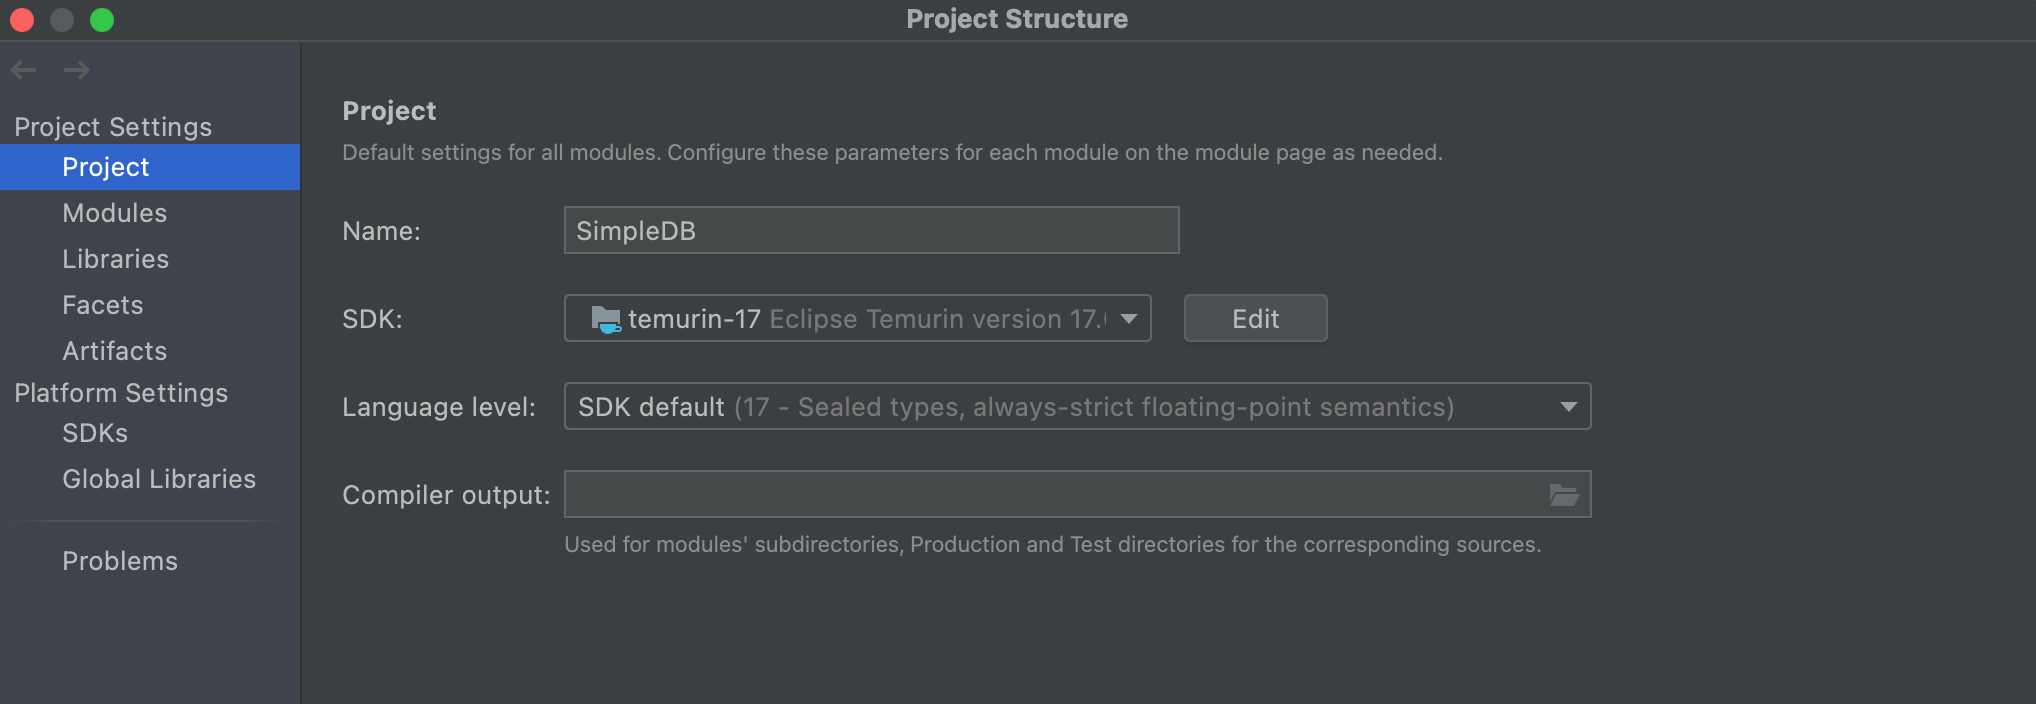 Project Structure
Project Settings
Project
Modules
Libraries
Facets
Artifacts
Platform Settings
SDKs
Global Libraries
Problems
Project
Default settings for all modules. Configure these parameters for each module on the module page as needed.
Name: SimpleDB
SDK: temurin-17 Eclipse Temurin version 17. Edit
Language level: SDK default (17 - Sealed types, always-strict floating-point semantics)
Compiler output:
Used for modules' subdirectories, Production and Test directories for the corresponding sources.